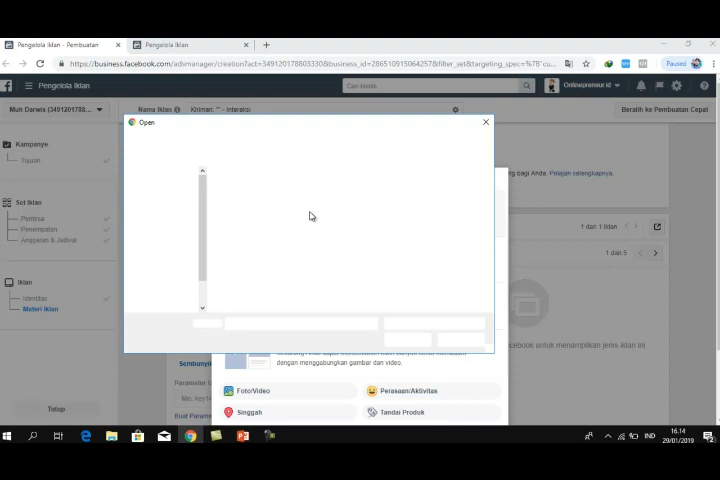 Pengelola Iklan - Pembuatan
Pengelola Iklan
https://business.facebook.com/adsmanager/creation?act=349120178803330&business_id=286510915064257&filter_set&targeting_spec=%7B"cu...
Paused
Pengelola Iklan
Cari bisnis
Onlinepreneur.id
Muh Darwis (3491201788...
Nama Iklan
Kiriman: "" - Interaksi
Beralih ke Pembuatan Cepat
Open
Kampanye
Tujuan
ng bagi Anda. Pelajari selengkapnya.
Set Iklan
Pemirsa
Penempatan
Anggaran & Jadwal
1 dari 1 Iklan
1 dari 5
Iklan
Identitas
Materi Iklan
acebook untuk menampilkan jenis iklan ini
dengan menggabungkan gambar dan video.
Sembunyi
Parameter
Foto/Video
Perasaan/Aktivitas
Tutup
Singgah
Tandai Produk
Buat Param
IND
16.14
29/01/2019